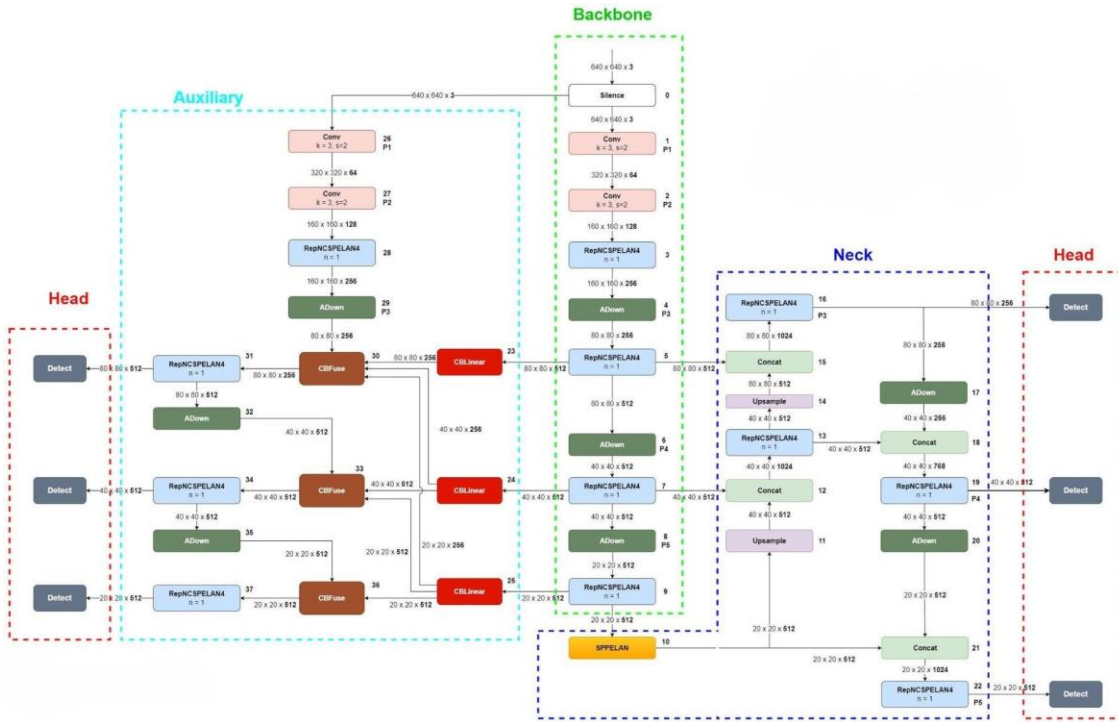 Backbone
640 x 640 x 3
Silence
0
640 x 640 x 3
640 x 640 x 3
Conv
k = 3, s=2
1
P1
320 x 320 x 64
Conv
k = 3, s=2
2
P2
160 x 160 x 128
RepNCSPELAN4
n = 1
3
160 x 160 x 256
ADown
4
P3
80 x 80 x 256
RepNCSPELAN4
n = 1
5
80 x 80 x 512
80 x 80 x 512
80 x 80 x 512
ADown
6
P4
40 x 40 x 512
RepNCSPELAN4
n = 1
7
40 x 40 x 512
40 x 40 x 512
40 x 40 x 512
ADown
8
P5
20 x 20 x 512
RepNCSPELAN4
n = 1
9
20 x 20 x 512
20 x 20 x 512
Auxiliary
Conv
k = 3, s=2
26
P1
320 x 320 x 64
Conv
k = 3, s=2
27
P2
160 x 160 x 128
RepNCSPELAN4
n = 1
28
160 x 160 x 256
ADown
29
P3
80 x 80 x 256
CBFuse
30
80 x 80 x 256
CBLinear
23
80 x 80 x 256
RepNCSPELAN4
n = 1
31
80 x 80 x 512
80 x 80 x 512
ADown
32
40 x 40 x 512
40 x 40 x 256
CBFuse
33
40 x 40 x 512
CBLinear
24
40 x 40 x 512
RepNCSPELAN4
n = 1
34
40 x 40 x 512
40 x 40 x 512
ADown
35
20 x 20 x 512
20 x 20 x 512
20 x 20 x 256
CBFuse
36
20 x 20 x 512
CBLinear
25
20 x 20 x 512
RepNCSPELAN4
n = 1
37
20 x 20 x 512
Head
Detect
Detect
Detect
Neck
RepNCSPELAN4
n = 1
16
P3
80 x 80 x 256
80 x 80 x 1024
Concat
15
80 x 80 x 512
Upsample
14
40 x 40 x 512
RepNCSPELAN4
n = 1
13
40 x 40 x 512
40 x 40 x 1024
Concat
12
40 x 40 x 512
Upsample
11
20 x 20 x 512
SPPELAN
10
20 x 20 x 512
80 x 80 x 256
ADown
17
40 x 40 x 256
Concat
18
40 x 40 x 768
RepNCSPELAN4
n = 1
19
P4
40 x 40 x 512
40 x 40 x 512
ADown
20
20 x 20 x 512
Concat
21
20 x 20 x 1024
RepNCSPELAN4
n = 1
22
P5
20 x 20 x 512
Head
Detect
Detect
Detect